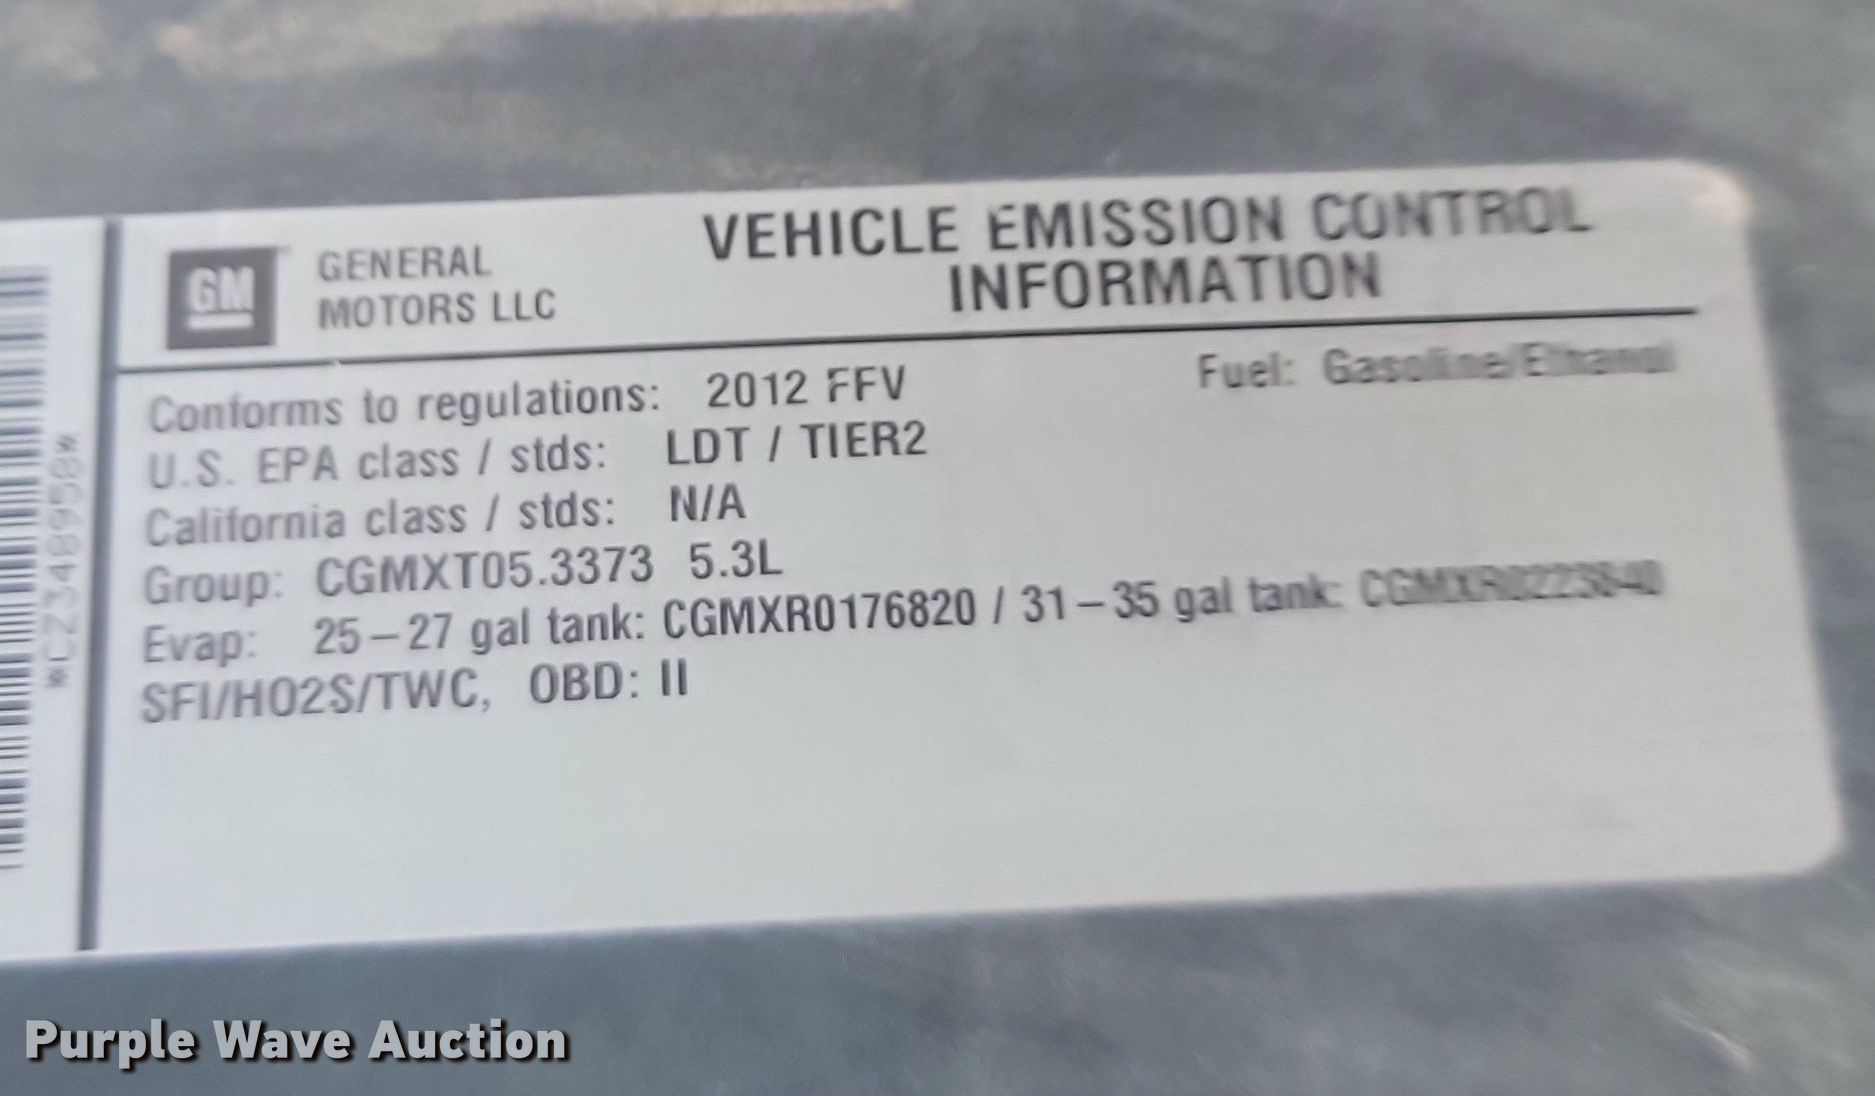 GM
GENERAL
MOTORS LLC
VEHICLE EMISSION CONTROL
INFORMATION
Conforms to regulations: 2012 FFV
Fuel: Gasoline/Ethanol
U.S. EPA class / stds: LDT / TIER2
California class / stds: N/A
Group: CGMXT05.3373 5.3L
Evap: 25–27 gal tank: CGMXR0176820 / 31–35 gal tank: CGMXR0223840
SFI/HO2S/TWC, OBD: II
*CZ3489958*
Purple Wave Auction